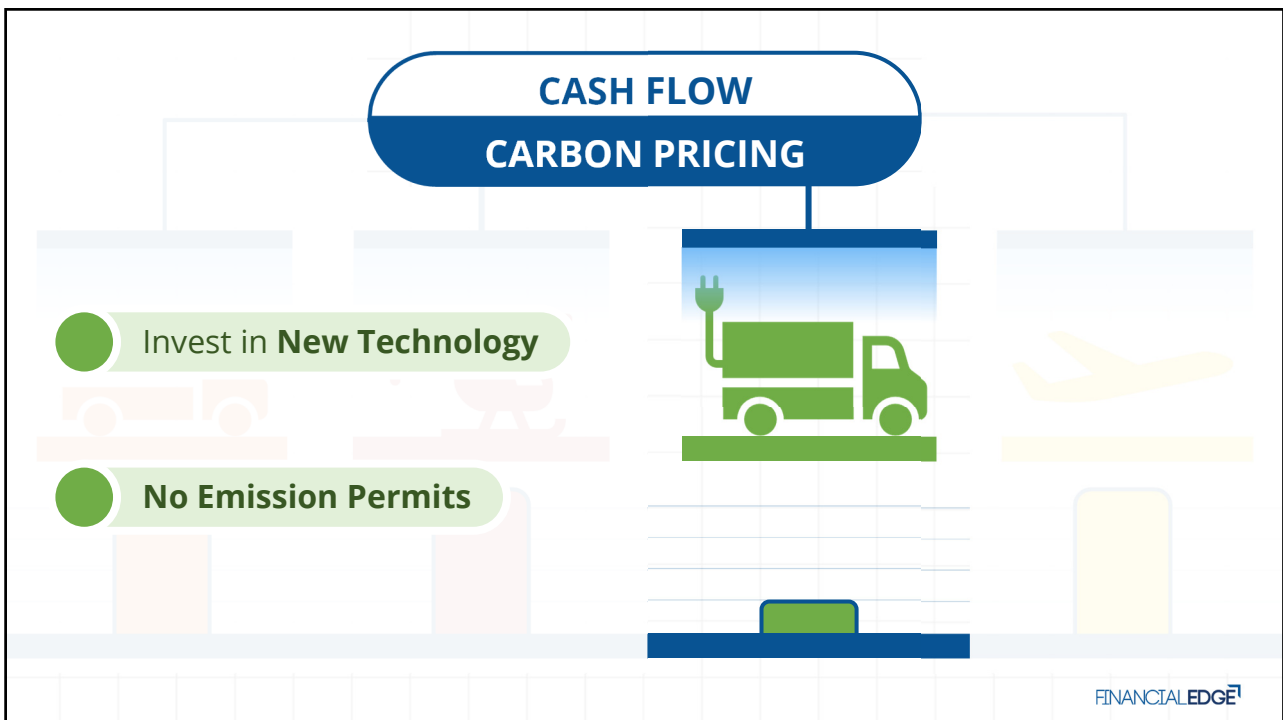 CASH FLOW
CARBON PRICING
Invest in New Technology
No Emission Permits
FINANCIALEDGE